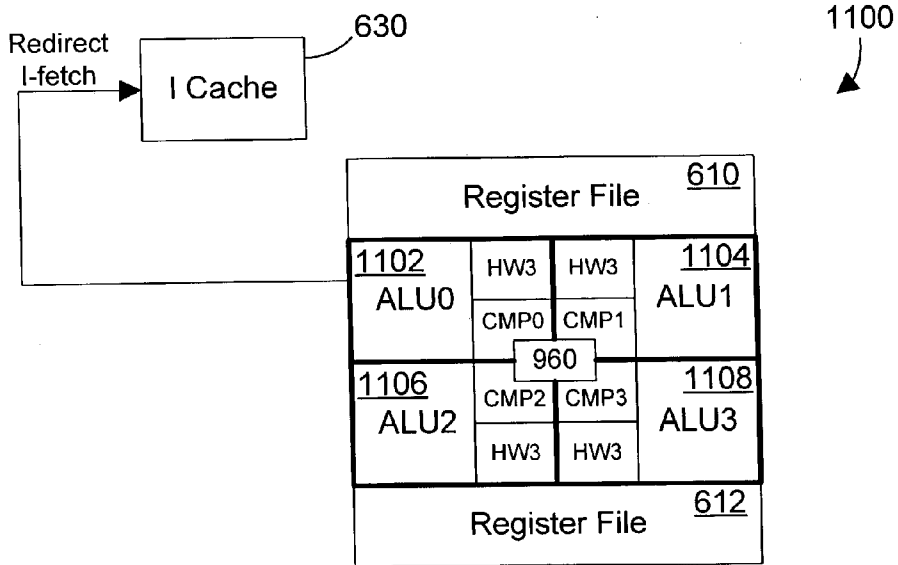 630
1100
Redirect
I-fetch
I Cache
610
Register File
1102
HW3
HW3
1104
ALU0
ALU1
CMP0
CMP1
960
1106
CMP2
CMP3
1108
ALU2
ALU3
HW3
HW3
612
Register File